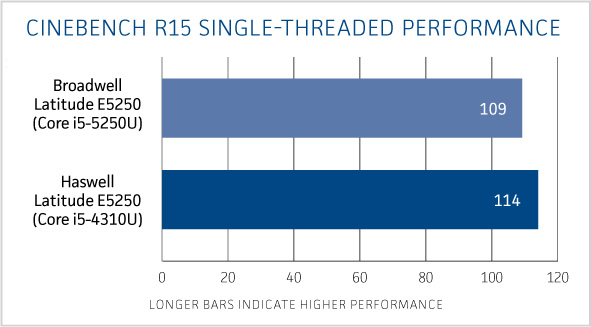 CINEBENCH R15 SINGLE-THREADED PERFORMANCE
Broadwell
Latitude E5250
(Core i5-5250U)
109
Haswell
Latitude E5250
(Core i5-4310U)
114
0 20 40 60 80 100 120
LONGER BARS INDICATE HIGHER PERFORMANCE